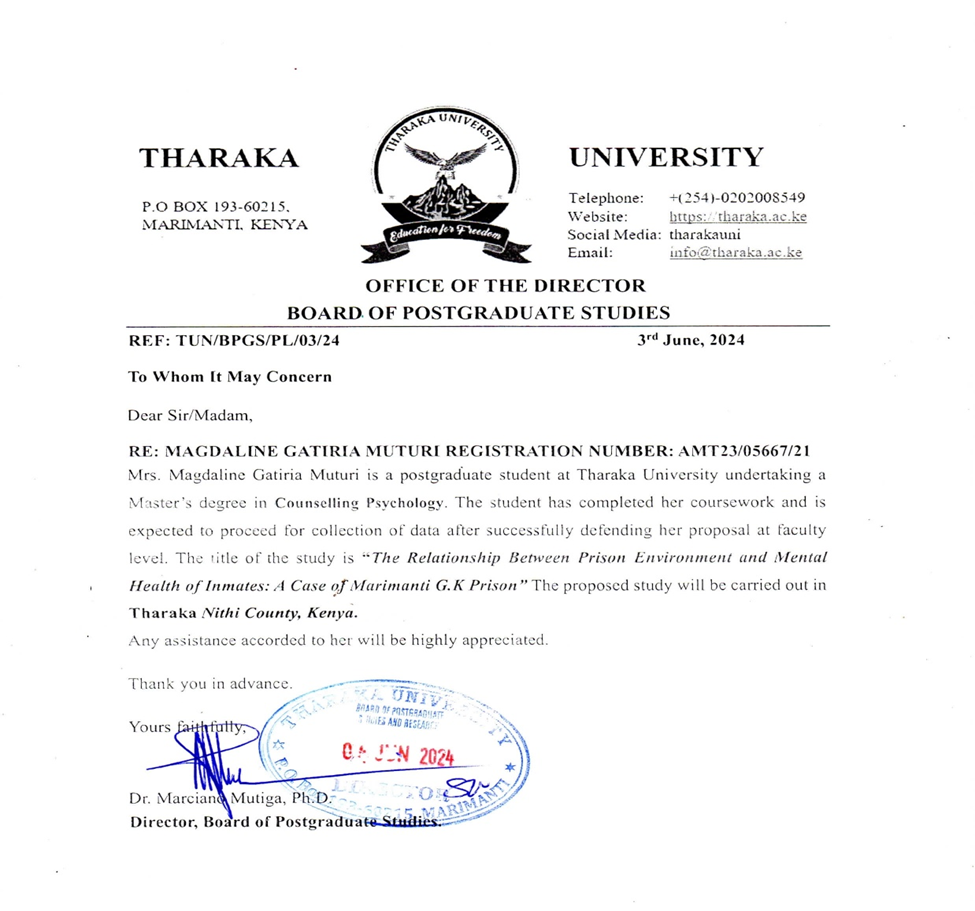 THARAKA UNIVERSITY
P.O BOX 193-60215,
MARIMANTI, KENYA
THARAKA UNIVERSITY
Education for Freedom
Telephone: +(254)-0202008549
Website: https://tharaka.ac.ke
Social Media: tharakauni
Email: info@tharaka.ac.ke
OFFICE OF THE DIRECTOR
BOARD OF POSTGRADUATE STUDIES
REF: TUN/BPGS/PL/03/24 3rd June, 2024
To Whom It May Concern
Dear Sir/Madam,
RE: MAGDALINE GATIRIA MUTURI REGISTRATION NUMBER: AMT23/05667/21
Mrs. Magdaline Gatiria Muturi is a postgraduate student at Tharaka University undertaking a
Master's degree in Counselling Psychology. The student has completed her coursework and is
expected to proceed for collection of data after successfully defending her proposal at faculty
level. The title of the study is "The Relationship Between Prison Environment and Mental
Health of Inmates: A Case of Marimanti G.K Prison" The proposed study will be carried out in
Tharaka Nithi County, Kenya.
Any assistance accorded to her will be highly appreciated.
Thank you in advance.
Yours faithfully,
THARAKA UNIVERSITY
BOARD OF POSTGRADUATE
AND RESEARCH
04 JUN 2024
MARIMANTI
Dr. Marciano Mutiga, Ph.D.
Director, Board of Postgraduate Studies.